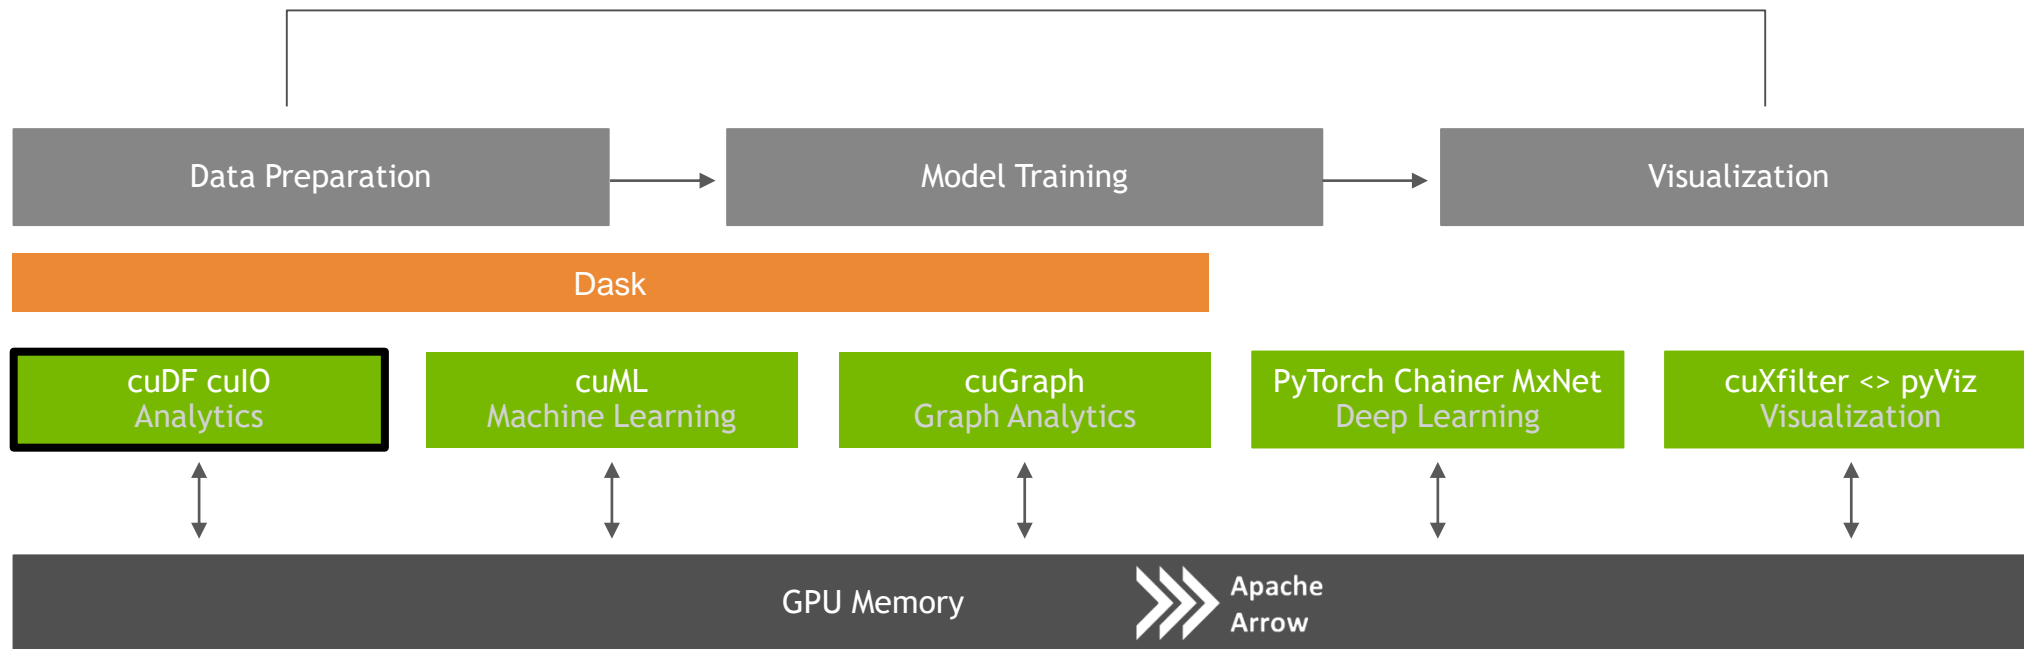 Data Preparation
Model Training
Visualization
Dask
cuDF cuIO
Analytics
cuML
Machine Learning
cuGraph
Graph Analytics
PyTorch Chainer MxNet
Deep Learning
cuXfilter <> pyViz
Visualization
GPU Memory
Apache
Arrow